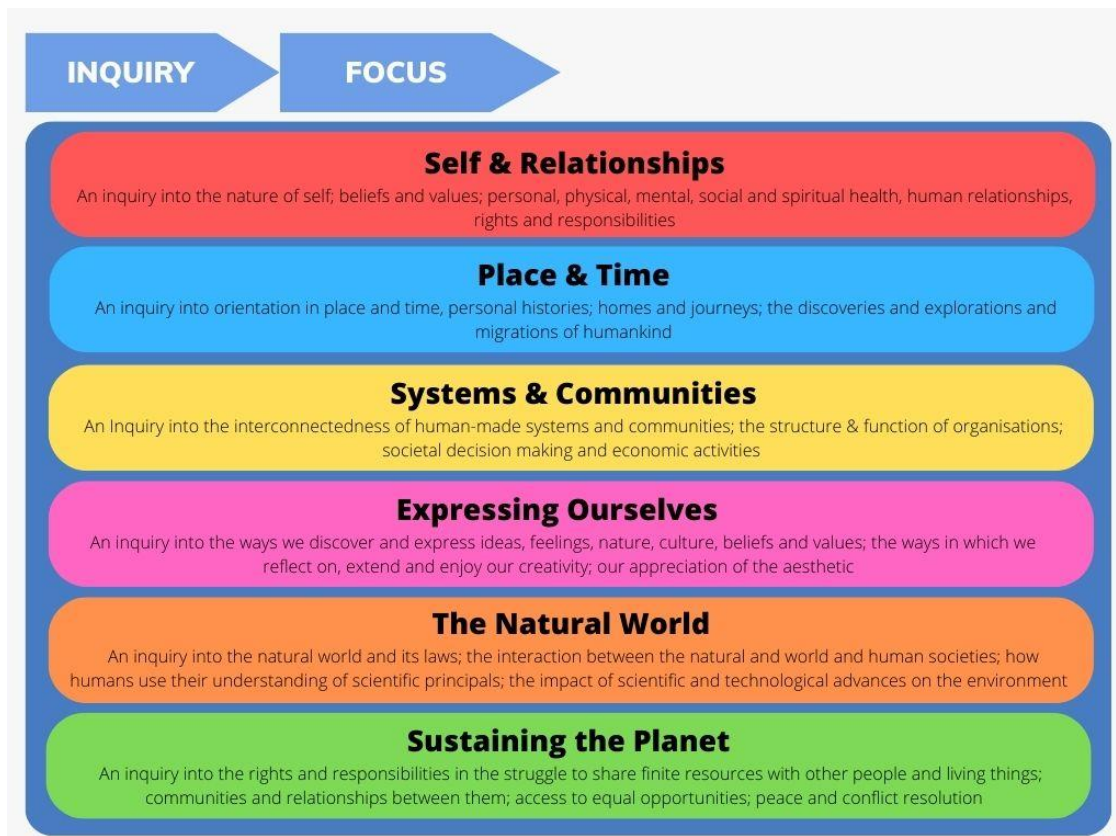 INQUIRY
FOCUS
Self & Relationships
An inquiry into the nature of self; beliefs and values; personal, physical, mental, social and spiritual health, human relationships,
rights and responsibilities
Place & Time
An inquiry into orientation in place and time, personal histories; homes and journeys; the discoveries and explorations and
migrations of humankind
Systems & Communities
An Inquiry into the interconnectedness of human-made systems and communities; the structure & function of organisations;
societal decision making and economic activities
Expressing Ourselves
An inquiry into the ways we discover and express ideas, feelings, nature, culture, beliefs and values; the ways in which we
reflect on, extend and enjoy our creativity; our appreciation of the aesthetic
The Natural World
An inquiry into the natural world and its laws; the interaction between the natural and world and human societies; how
humans use their understanding of scientific principals; the impact of scientific and technological advances on the environment
Sustaining the Planet
An inquiry into the rights and responsibilities in the struggle to share finite resources with other people and living things;
communities and relationships between them; access to equal opportunities; peace and conflict resolution